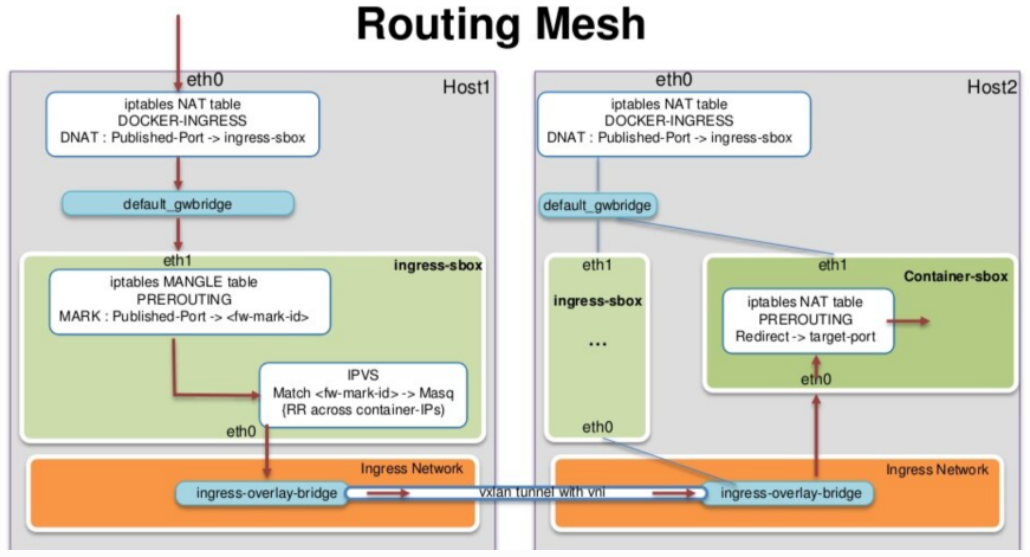 Routing Mesh
eth0
Host1
iptables NAT table
DOCKER-INGRESS
DNAT : Published-Port -> ingress-sbox
default_gwbridge
eth1
ingress-sbox
iptables MANGLE table
PREROUTING
MARK : Published-Port -> <fw-mark-id>
IPVS
Match <fw-mark-id> -> Masq
{RR across container-IPs)
eth0
Ingress Network
ingress-overlay-bridge
vxlan tunnel with vni
eth0
Host2
iptables NAT table
DOCKER-INGRESS
DNAT : Published-Port -> ingress-sbox
default_gwbridge
eth1
ingress-sbox
...
eth0
eth1
Container-sbox
iptables NAT table
PREROUTING
Redirect -> target-port
eth0
Ingress Network
ingress-overlay-bridge